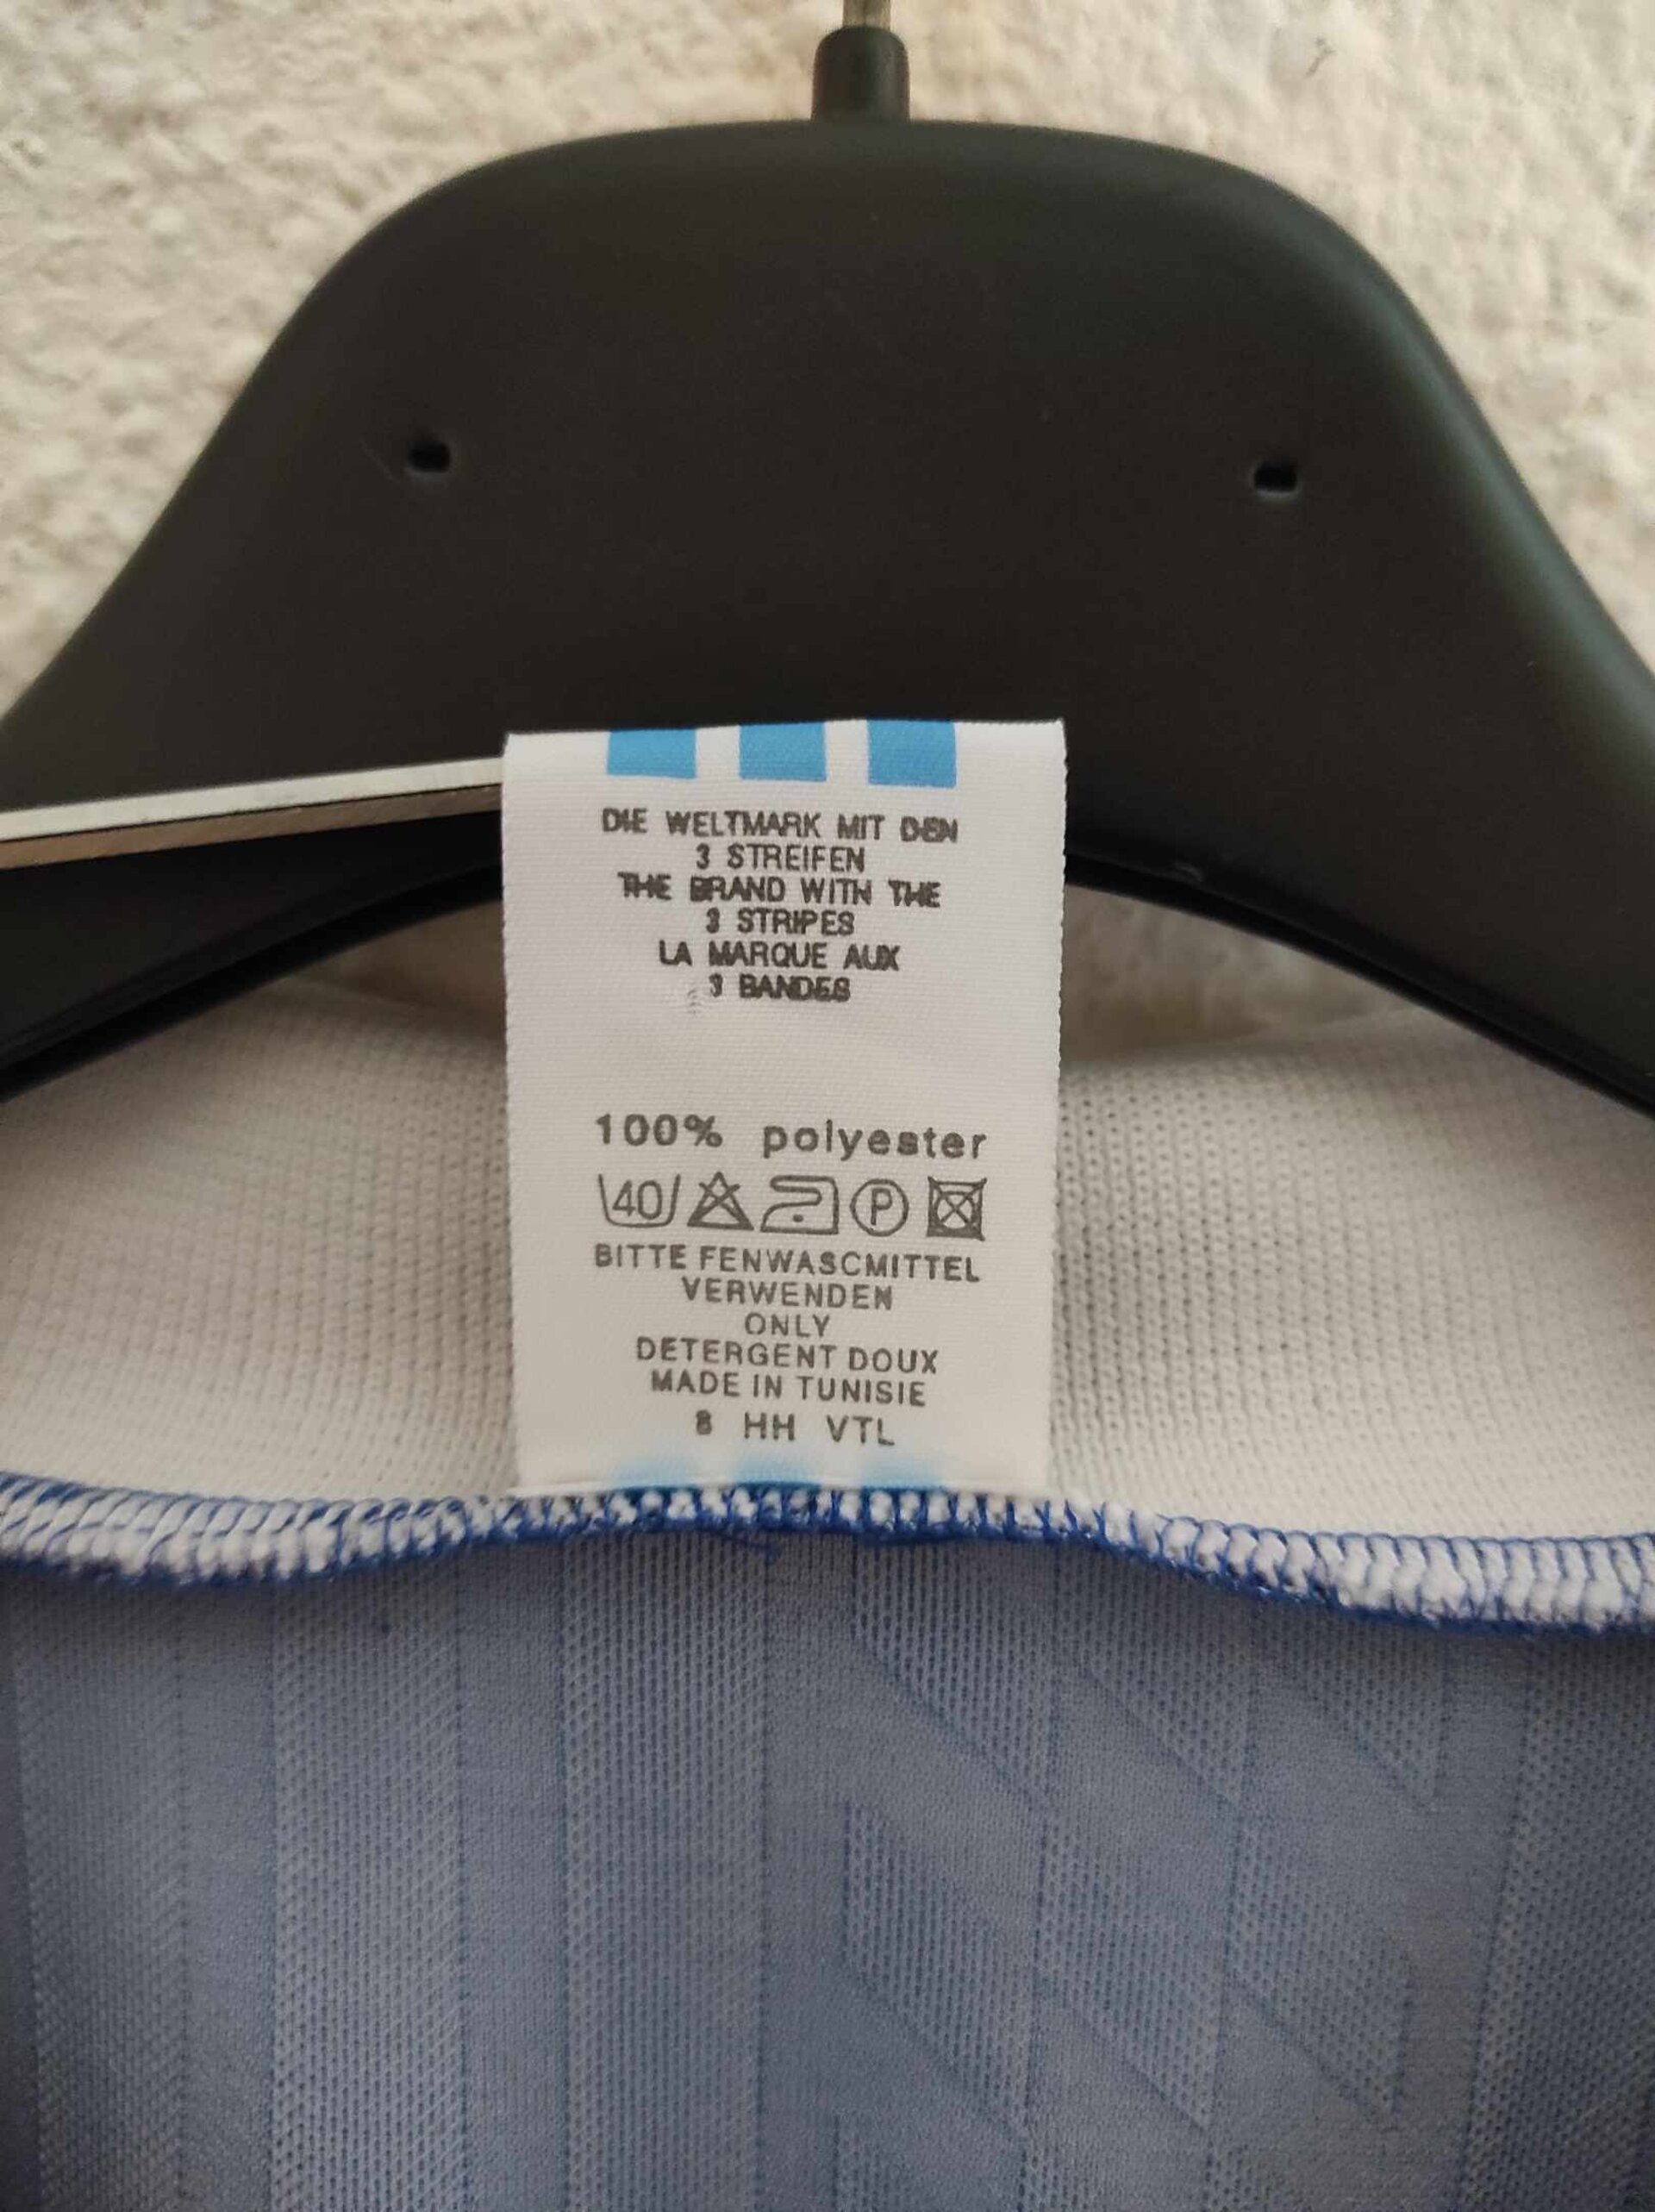 DIE WELTMARK MIT DEN
3 STREIFEN
THE BRAND WITH THE
3 STRIPES
LA MARQUE AUX
3 BANDES
100% polyester
40 P
BITTE FENWASCMITTEL
VERWENDEN
ONLY
DETERGENT DOUX
MADE IN TUNISIE
8 HH VTL